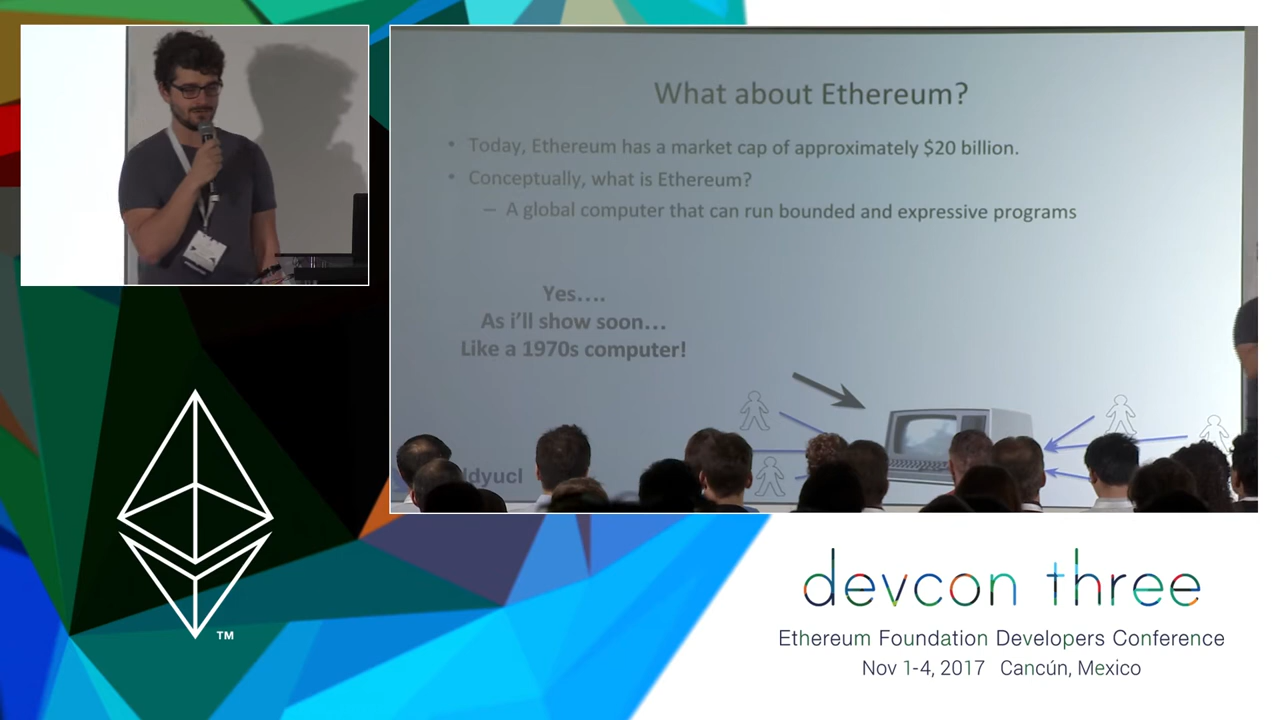 What about Ethereum?
• Today, Ethereum has a market cap of approximately $20 billion.
• Conceptually, what is Ethereum?
– A global computer that can run bounded and expressive programs
Yes....
As i'll show soon...
Like a 1970s computer!
dyucl
TM
devcon three
Ethereum Foundation Developers Conference
Nov 1-4, 2017 Cancún, Mexico